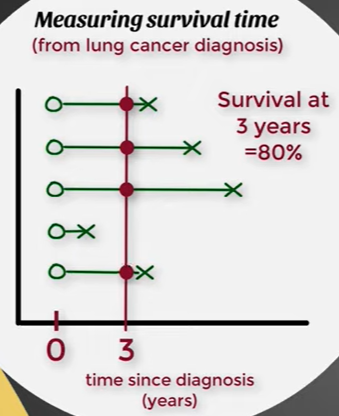 Measuring survival time
(from lung cancer diagnosis)
Survival at
3 years
=80%
0 3
time since diagnosis
(years)